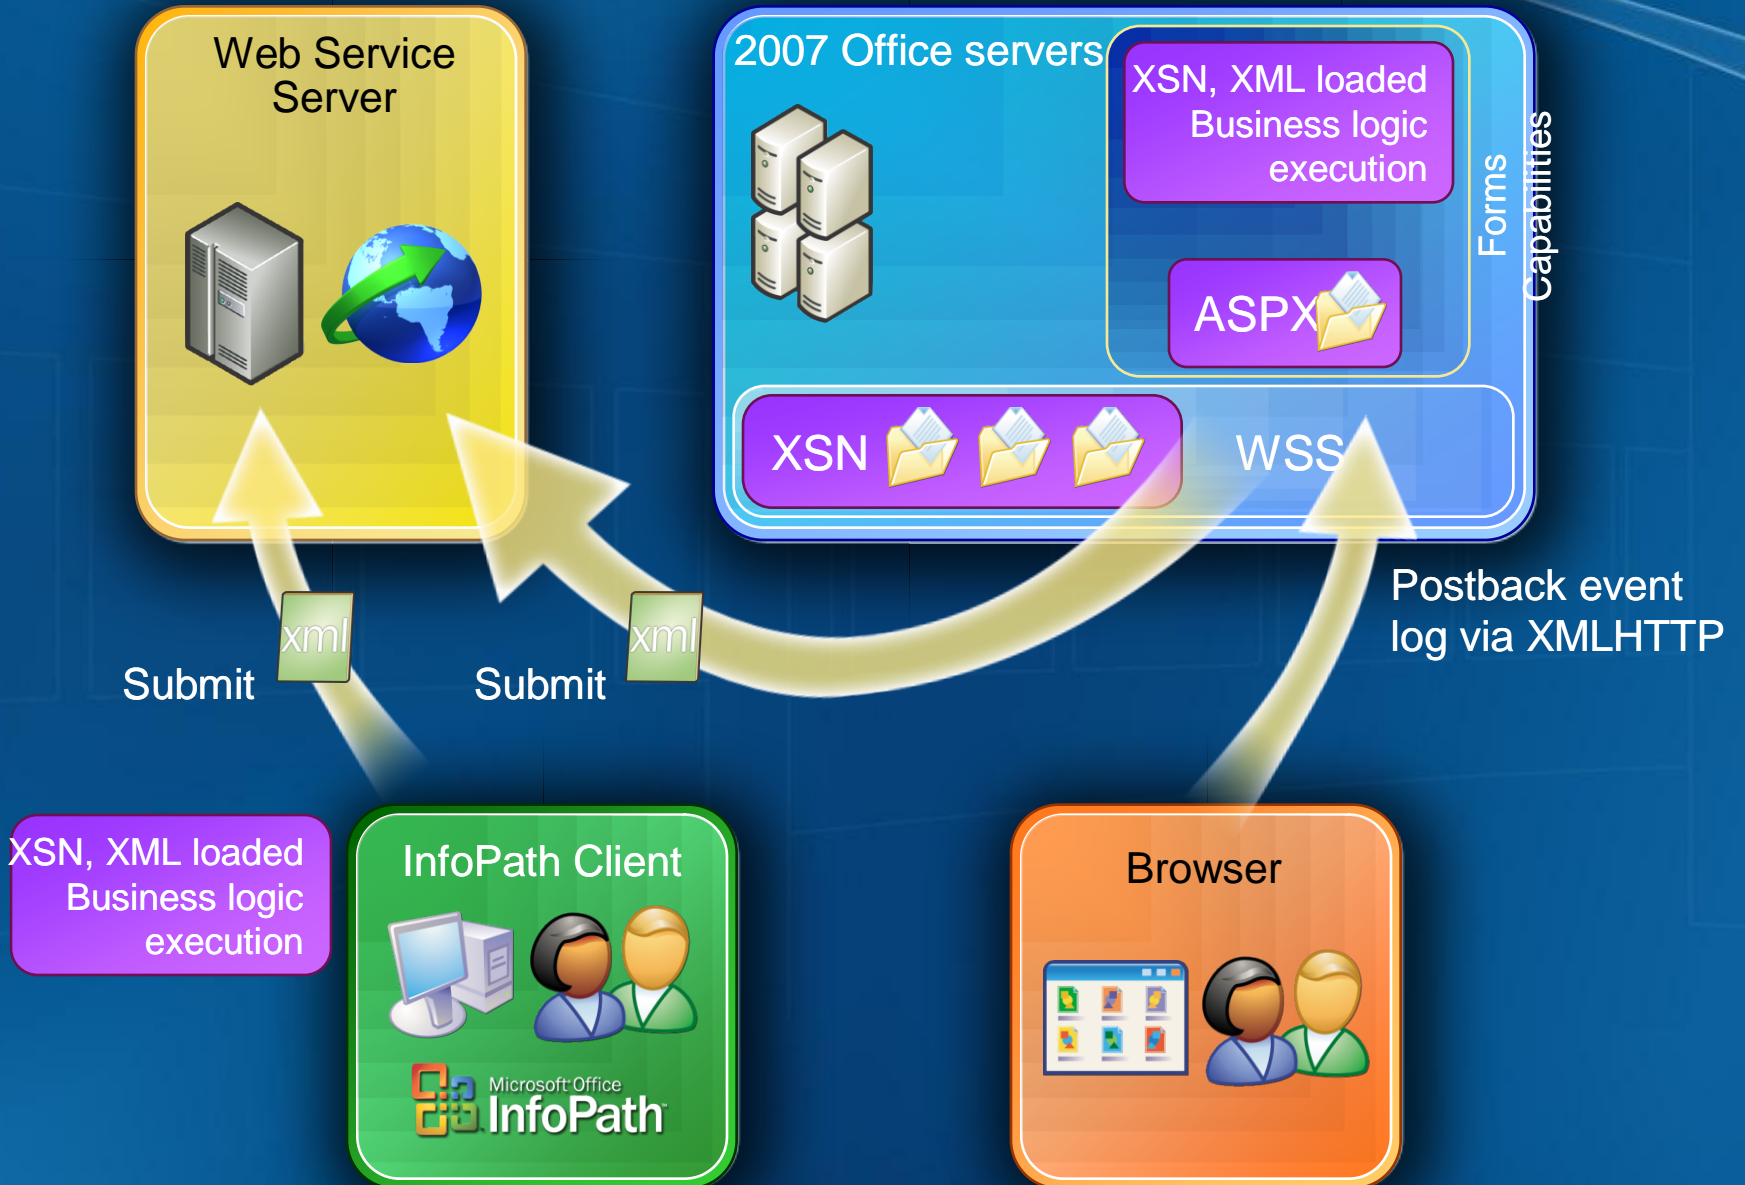 Web Service
Server
2007 Office servers
XSN, XML loaded
Business logic
execution
Forms
Capabilities
ASPX
XSN
WSS
Postback event
log via XMLHTTP
xml
Submit
xml
Submit
XSN, XML loaded
Business logic
execution
InfoPath Client
Microsoft Office
InfoPath
Browser